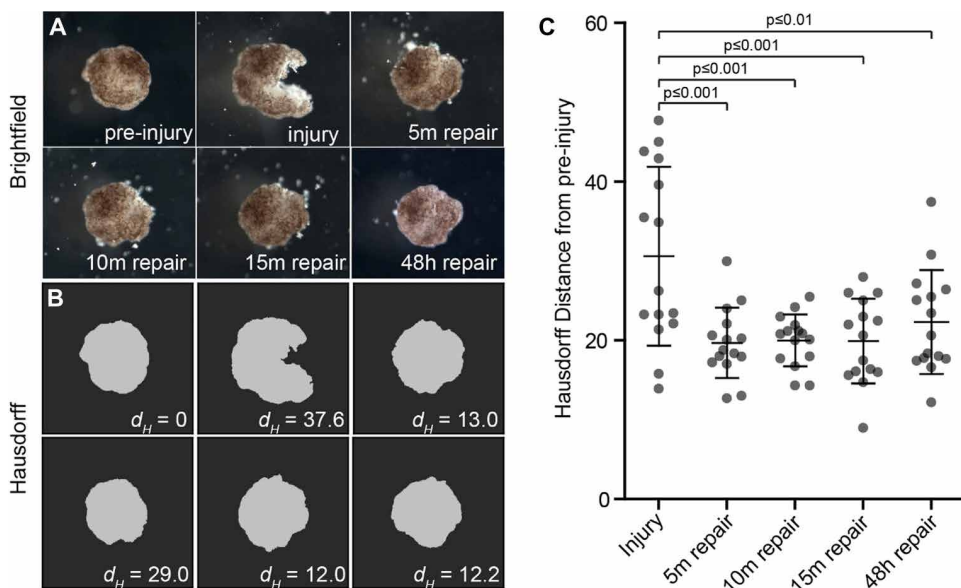 A
pre-injury
injury
5m repair
10m repair
15m repair
48h repair
Brightfield
B
d_H = 0
d_H = 37.6
d_H = 13.0
d_H = 29.0
d_H = 12.0
d_H = 12.2
Hausdorff
C
p≤0.01
p≤0.001
p≤0.001
p≤0.001
Hausdorff Distance from pre-injury
60
40
20
0
Injury
5m repair
10m repair
15m repair
48h repair